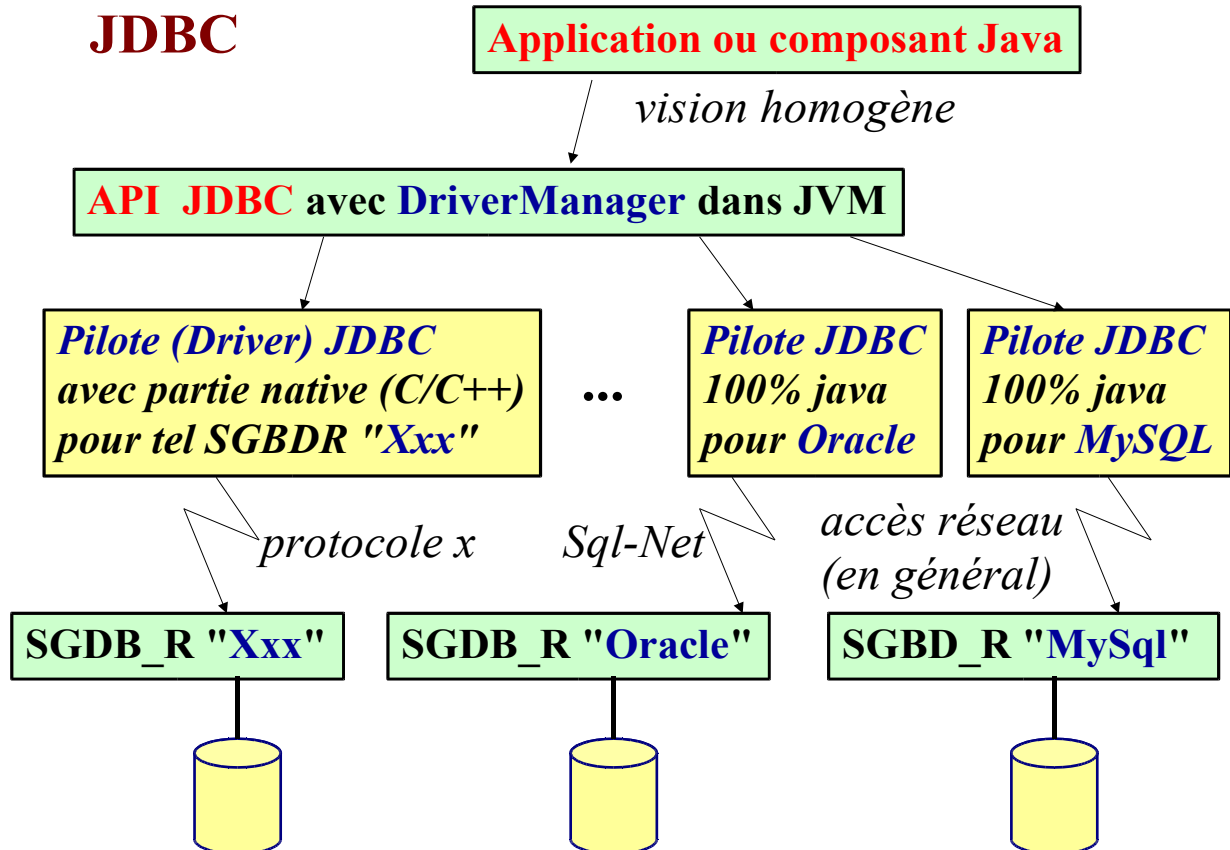 JDBC
Application ou composant Java
vision homogène
API JDBC avec DriverManager dans JVM
Pilote (Driver) JDBC
avec partie native (C/C++)
pour tel SGBDR "Xxx"
...
Pilote JDBC
100% java
pour Oracle
Pilote JDBC
100% java
pour MySQL
protocole x
Sql-Net
accès réseau
(en général)
SGDB_R "Xxx"
SGDB_R "Oracle"
SGBD_R "MySql"